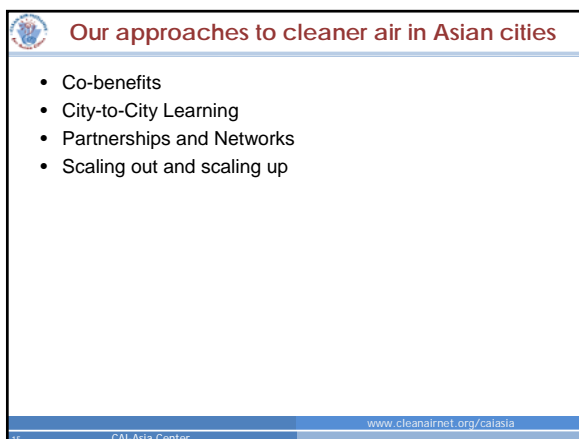 Our approaches to cleaner air in Asian cities
• Co-benefits
• City-to-City Learning
• Partnerships and Networks
• Scaling out and scaling up
www.cleanairnet.org/caiasia
CAI-Asia Center